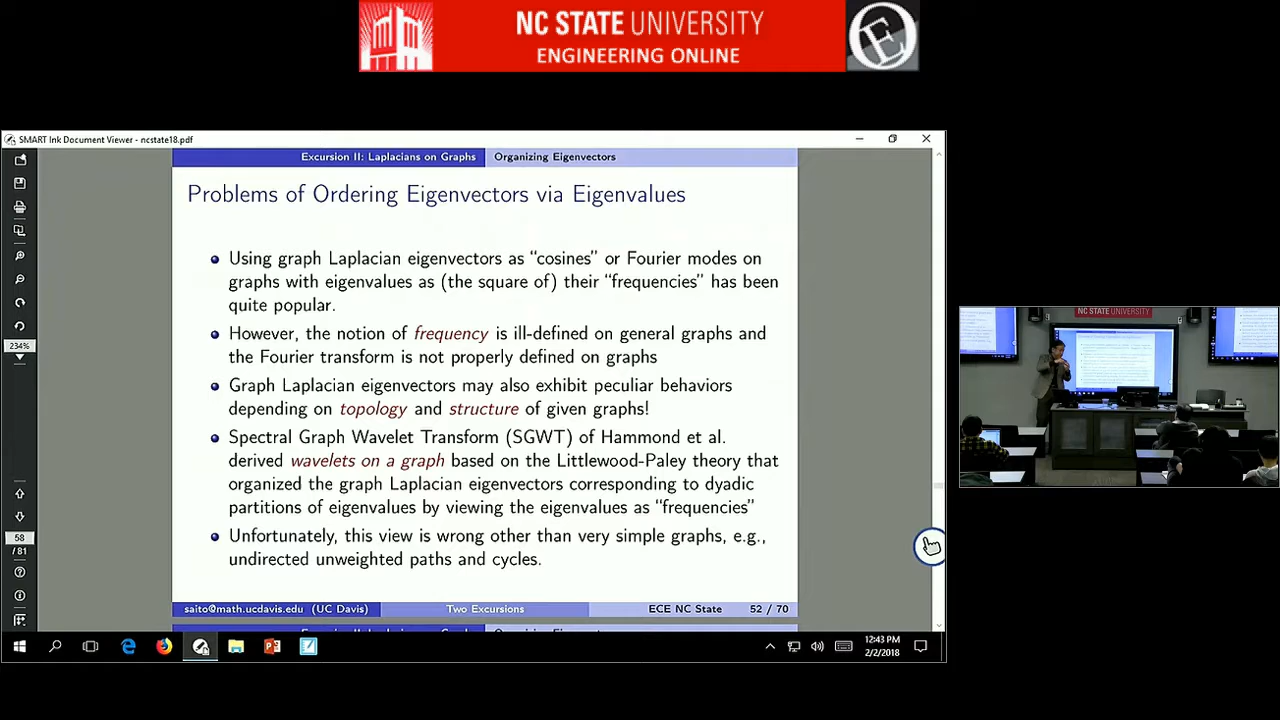 NC STATE UNIVERSITY
ENGINEERING ONLINE
E
SMART Ink Document Viewer - ncstate18.pdf
Excursion II: Laplacians on Graphs Organizing Eigenvectors
Problems of Ordering Eigenvectors via Eigenvalues
Using graph Laplacian eigenvectors as “cosines” or Fourier modes on
graphs with eigenvalues as (the square of) their “frequencies” has been
quite popular.
However, the notion of frequency is ill-defined on general graphs and
the Fourier transform is not properly defined on graphs
Graph Laplacian eigenvectors may also exhibit peculiar behaviors
depending on topology and structure of given graphs!
Spectral Graph Wavelet Transform (SGWT) of Hammond et al.
derived wavelets on a graph based on the Littlewood-Paley theory that
organized the graph Laplacian eigenvectors corresponding to dyadic
partitions of eigenvalues by viewing the eigenvalues as “frequencies”
Unfortunately, this view is wrong other than very simple graphs, e.g.,
undirected unweighted paths and cycles.
saito@math.ucdavis.edu (UC Davis) Two Excursions ECE NC State 52 / 70
234%
58
/ 81
12:43 PM
2/2/2018
NC STATE UNIVERSITY